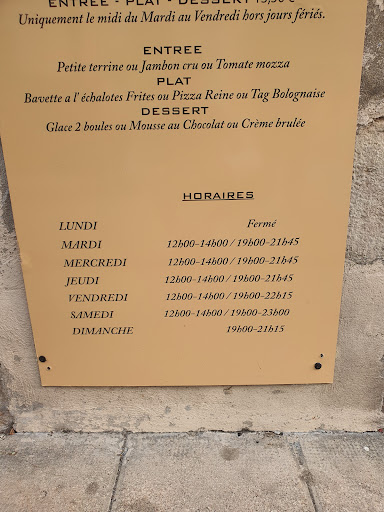 ENTREE - PLAT - DESSERT
Uniquement le midi du Mardi au Vendredi hors jours fériés.
ENTREE
Petite terrine ou Jambon cru ou Tomate mozza
PLAT
Bavette a l' échalotes Frites ou Pizza Reine ou Tag Bolognaise
DESSERT
Glace 2 boules ou Mousse au Chocolat ou Crème brulée
HORAIRES
LUNDI Fermé
MARDI 12h00-14h00 / 19h00-21h45
MERCREDI 12h00-14h00 / 19h00-21h45
JEUDI 12h00-14h00 / 19h00-21h45
VENDREDI 12h00-14h00 / 19h00-22h15
SAMEDI 12h00-14h00 / 19h00-23h00
DIMANCHE 19h00-21h15